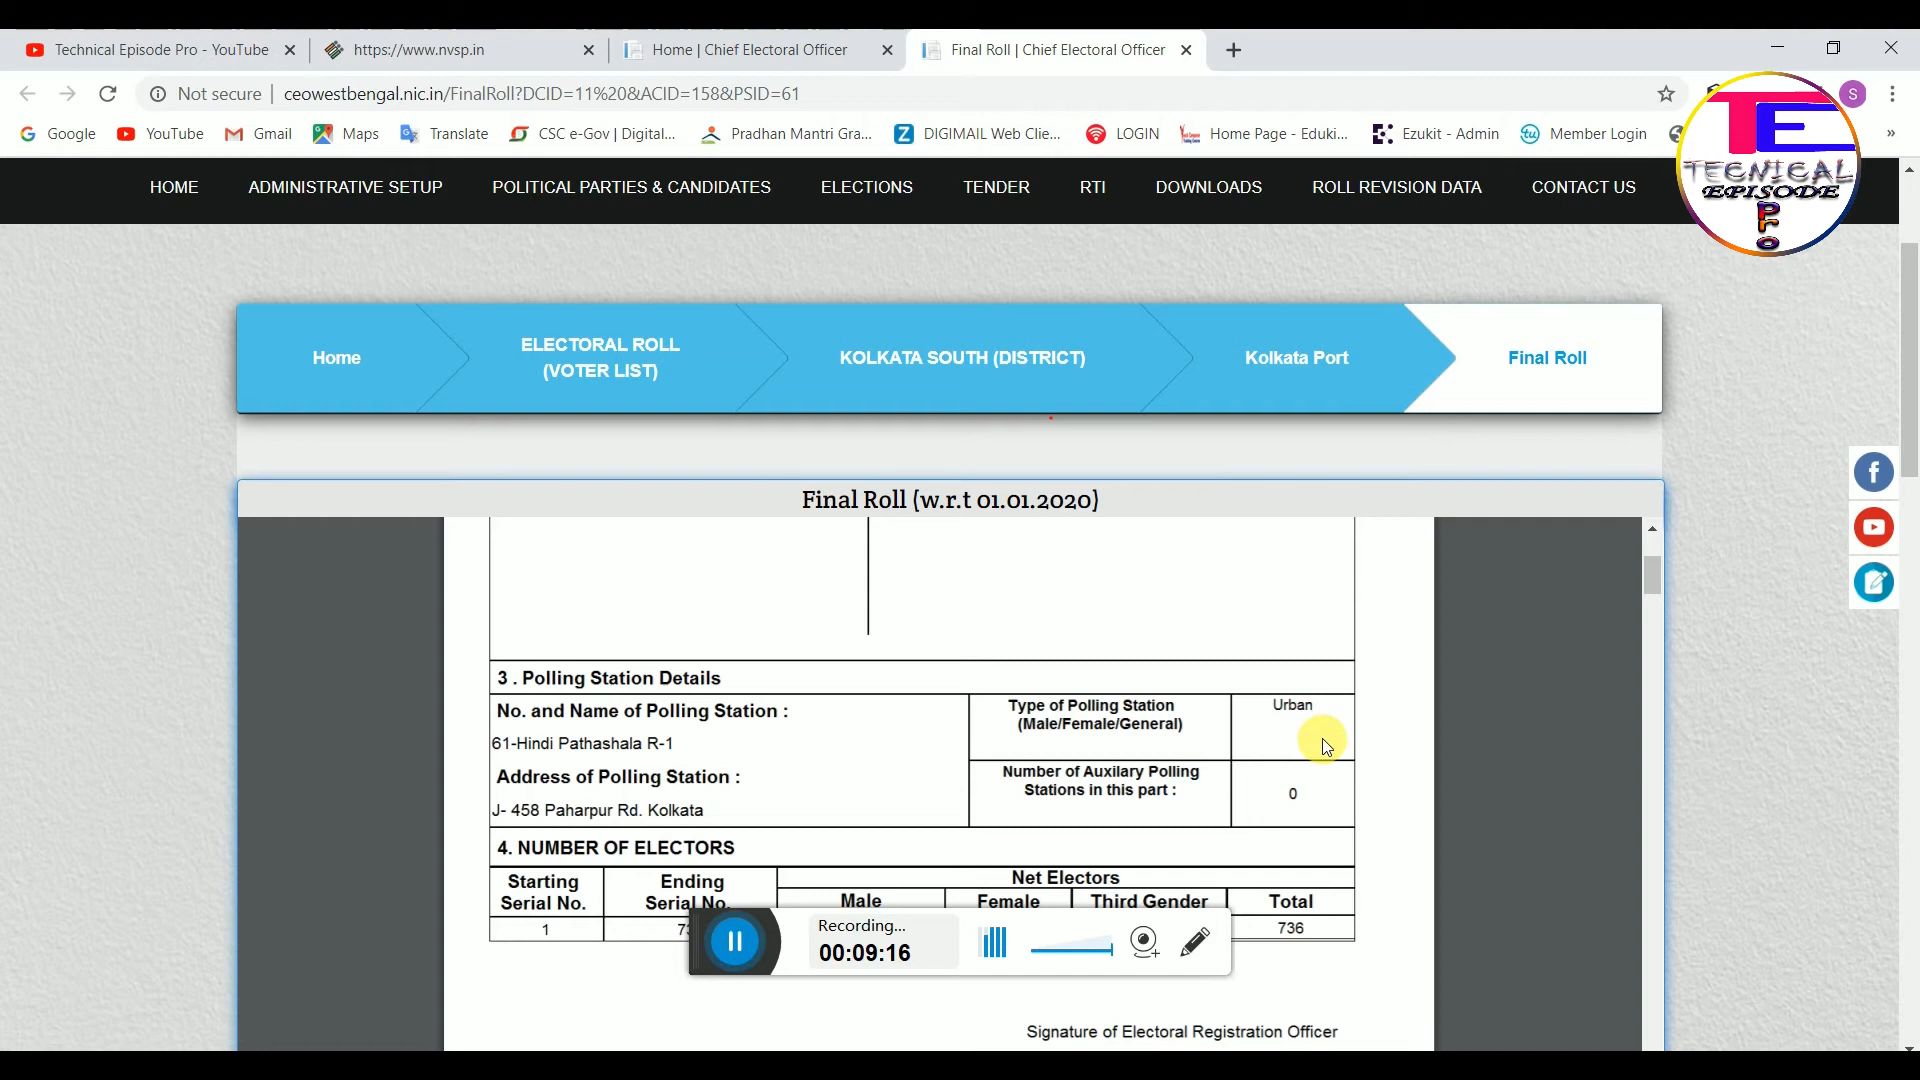 Technical Episode Pro - YouTube
https://www.nvsp.in
Home | Chief Electoral Officer
Final Roll | Chief Electoral Officer
Not secure
ceowestbengal.nic.in/FinalRoll?DCID=11%20&ACID=158&PSID=61
S
Google
YouTube
Gmail
Maps
Translate
CSC e-Gov | Digital...
Pradhan Mantri Gra...
DIGIMAIL Web Clie...
LOGIN
Home Page - Eduki...
Ezukit - Admin
Member Login
TE
TECNICAL
EPISODE
Pro
HOME
ADMINISTRATIVE SETUP
POLITICAL PARTIES & CANDIDATES
ELECTIONS
TENDER
RTI
DOWNLOADS
ROLL REVISION DATA
CONTACT US
Home
ELECTORAL ROLL
(VOTER LIST)
KOLKATA SOUTH (DISTRICT)
Kolkata Port
Final Roll
Final Roll (w.r.t 01.01.2020)
3 . Polling Station Details
No. and Name of Polling Station :
61-Hindi Pathashala R-1
Address of Polling Station :
J- 458 Paharpur Rd. Kolkata
Type of Polling Station
(Male/Female/General)
Urban
Number of Auxilary Polling
Stations in this part :
0
4. NUMBER OF ELECTORS
Starting
Serial No.
Ending
Serial No.
Net Electors
Male
Female
Third Gender
Total
1
736
Recording...
00:09:16
Signature of Electoral Registration Officer